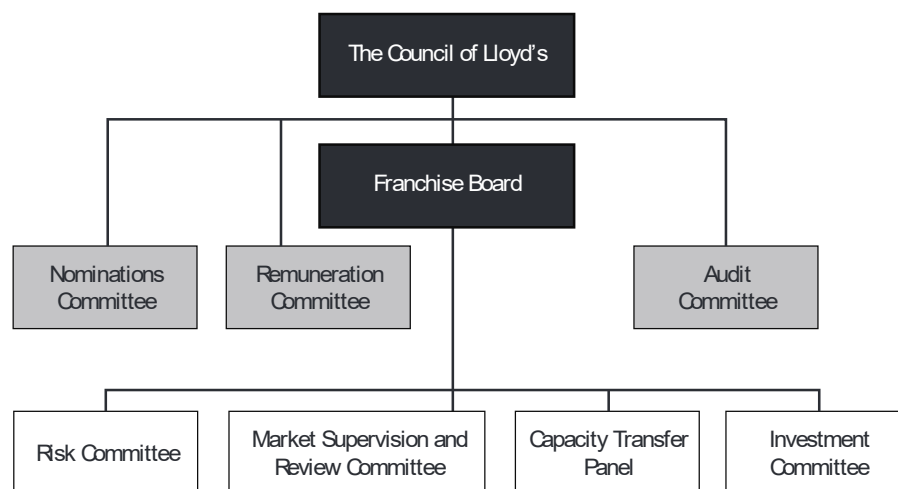 The Council of Lloyd's
Franchise Board
Nominations
Committee
Remuneration
Committee
Audit
Committee
Risk Committee
Market Supervision and
Review Committee
Capacity Transfer
Panel
Investment
Committee